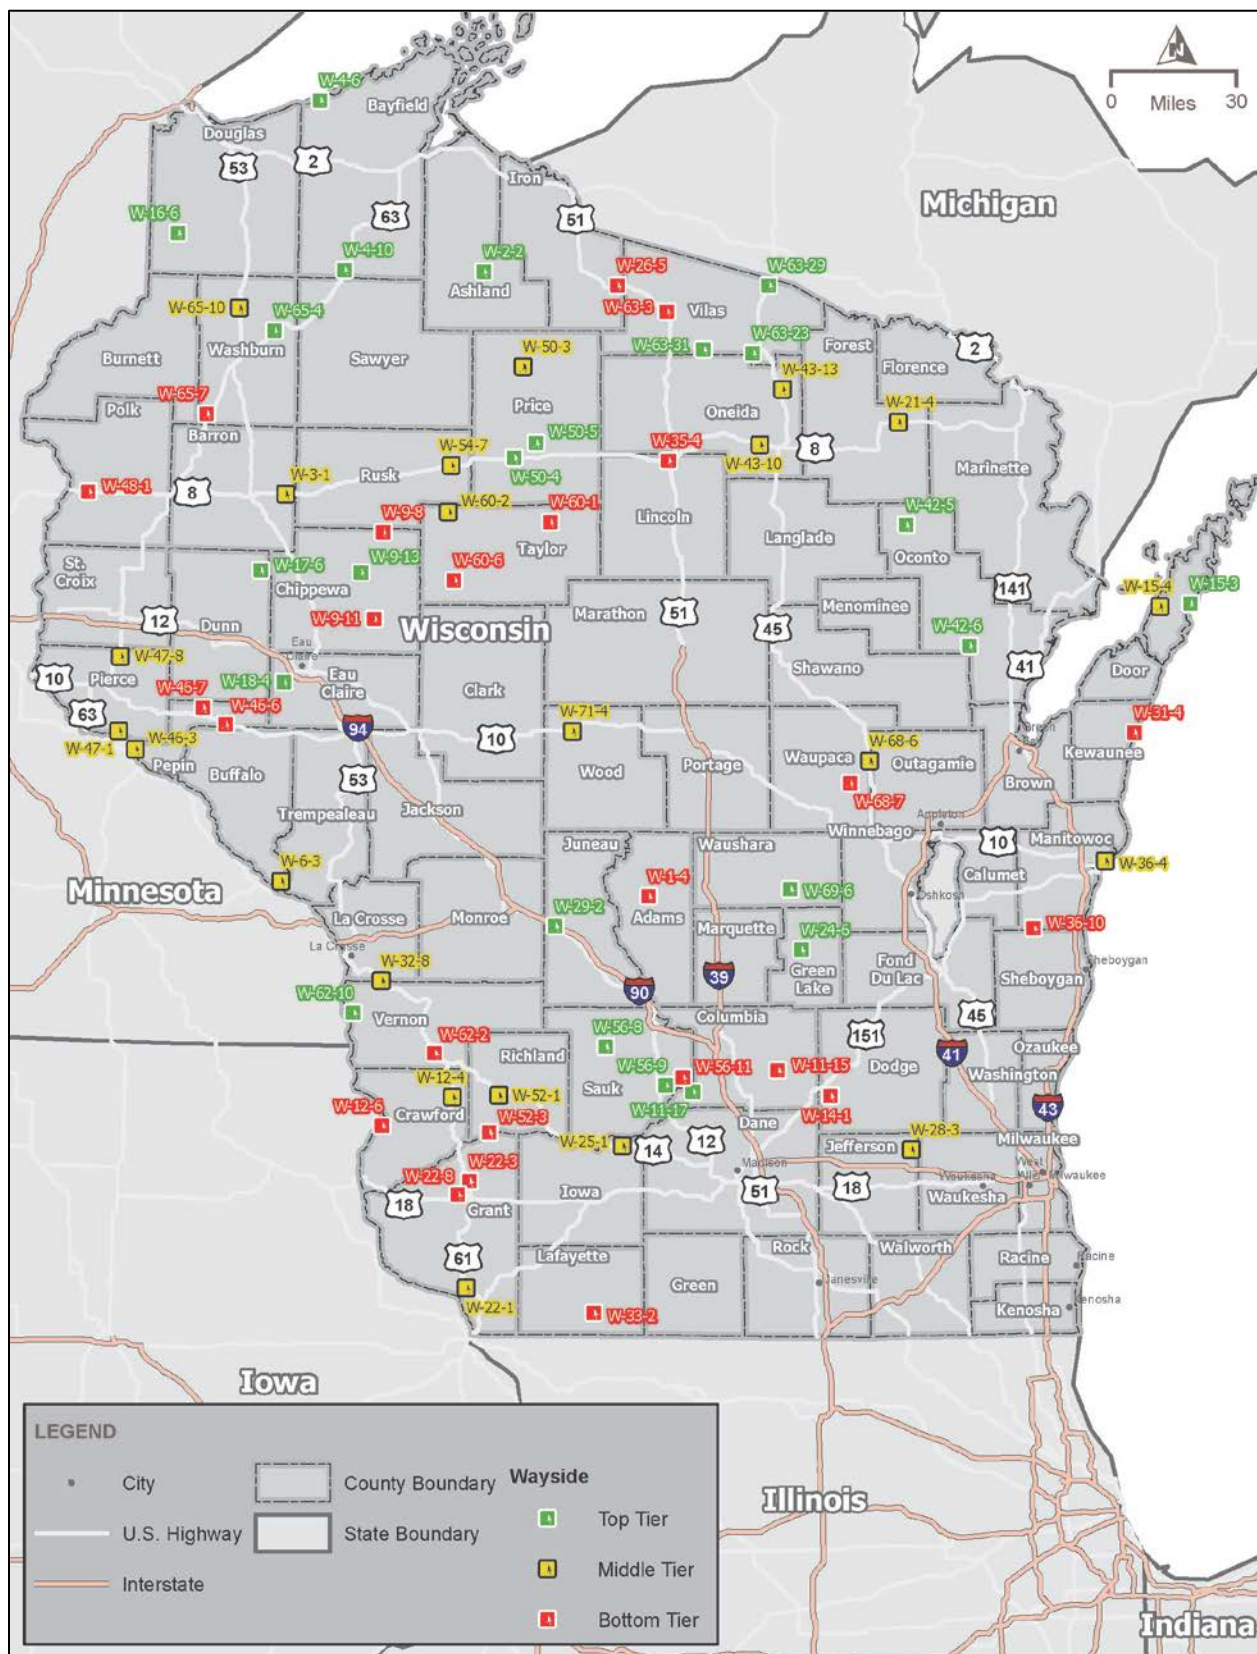 W-4-6
Bayfield
Douglas
0 Miles 30
53
2
Iron
63
51
Michigan
W-16-6
W-4-10
W-2-2
Ashland
W-26-5
W-63-29
W-65-10
W-65-4
W-63-3
Vilas
Washburn
Burnett
Sawyer
W-50-3
W-63-31
W-63-23
Forest
2
Florence
W-43-13
W-65-7
Polk
Price
Oneida
W-21-4
Barron
W-54-7
W-50-5
W-35-4
W-43-10
8
W-50-4
Marinette
W-48-1
8
W-3-1
Rusk
W-60-2
W-60-1
W-9-8
Lincoln
W-42-5
Langlade
Taylor
Oconto
St.
Croix
W-17-6
W-9-13
Chippewa
W-60-6
141
W-15-4
W-15-3
Menominee
Marathon
51
12
Dunn
W-9-11
Wisconsin
45
W-42-6
Eau
Claire
W-47-8
Shawano
41
Door
10
Pierce
W-46-7
W-18-4
Eau
Claire
Clark
63
W-46-6
94
10
W-71-4
W-31-4
W-47-1
W-46-3
Pepin
Buffalo
Wood
Portage
Waupaca
W-68-6
Outagamie
Kewaunee
53
Brown
W-68-7
Trempealeau
Jackson
Appleton
Winnebago
Juneau
Waushara
10
Manitowoc
W-36-4
W-6-3
Minnesota
W-1-4
W-69-6
Calumet
Oshkosh
La Crosse
Monroe
W-29-2
Adams
Marquette
W-24-6
W-36-10
La Crosse
W-32-8
90
39
Green
Lake
Fond
Du Lac
Sheboygan
Sheboygan
W-62-10
Vernon
Columbia
45
W-62-2
W-56-8
151
Ozaukee
Richland
W-56-9
W-56-11
W-11-15
Dodge
41
Washington
W-12-4
W-52-1
Sauk
W-14-1
43
W-12-6
Crawford
W-52-3
W-11-17
Dane
W-28-3
Milwaukee
W-25-1
14
12
Jefferson
W-22-3
W-22-8
Madison
Waukesha
West
Allis
Milwaukee
18
Grant
Iowa
51
18
Waukesha
61
Lafayette
Rock
Walworth
Racine
Racine
Green
Janesville
W-22-1
W-33-2
Kenosha
Kenosha
Iowa
LEGEND
City
County Boundary
Wayside
U.S. Highway
State Boundary
Top Tier
Interstate
Middle Tier
Bottom Tier
Illinois
Indiana